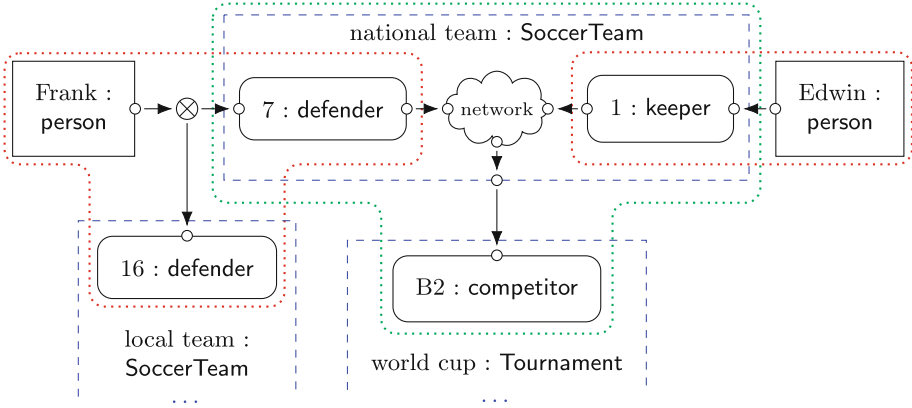 national team : SoccerTeam
Frank :
person
7 : defender
network
1 : keeper
Edwin :
person
16 : defender
B2 : competitor
local team :
SoccerTeam
world cup : Tournament
. . .
. . .